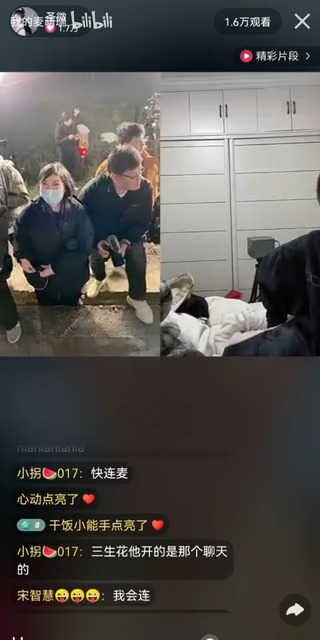 我的麦萌瑰
bilibili
1.7万
1.6万观看
精彩片段
hiahiahiahia
小拐🍉017：快连麦
心动点亮了❤️
8 干饭小能手点亮了❤️
小拐🍉017：三生花他开的是那个聊天
的
宋智慧😜😜😜：我会连